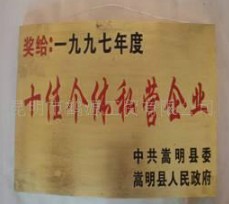 奖给:一九九七年度
十佳个体私营企业
中共嵩明县委
嵩明县人民政府